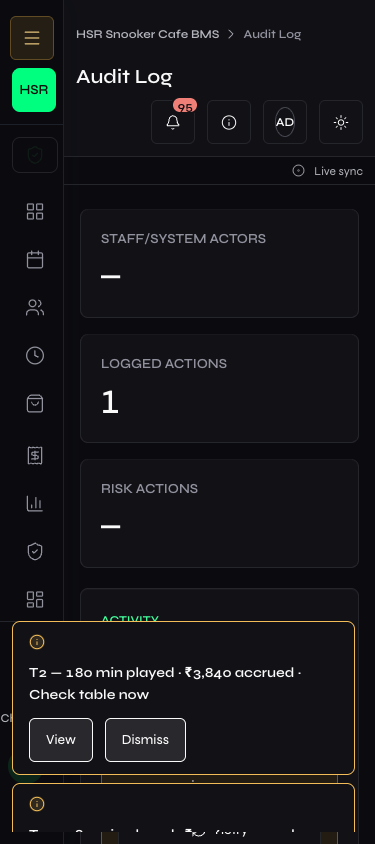 HSR Snooker Cafe BMS > Audit Log
HSR
Audit Log
95
AD
Live sync
STAFF/SYSTEM ACTORS
—
LOGGED ACTIONS
1
RISK ACTIONS
—
ACTIVITY
T2 — 180 min played · ₹3,840 accrued ·
Check table now
View
Dismiss